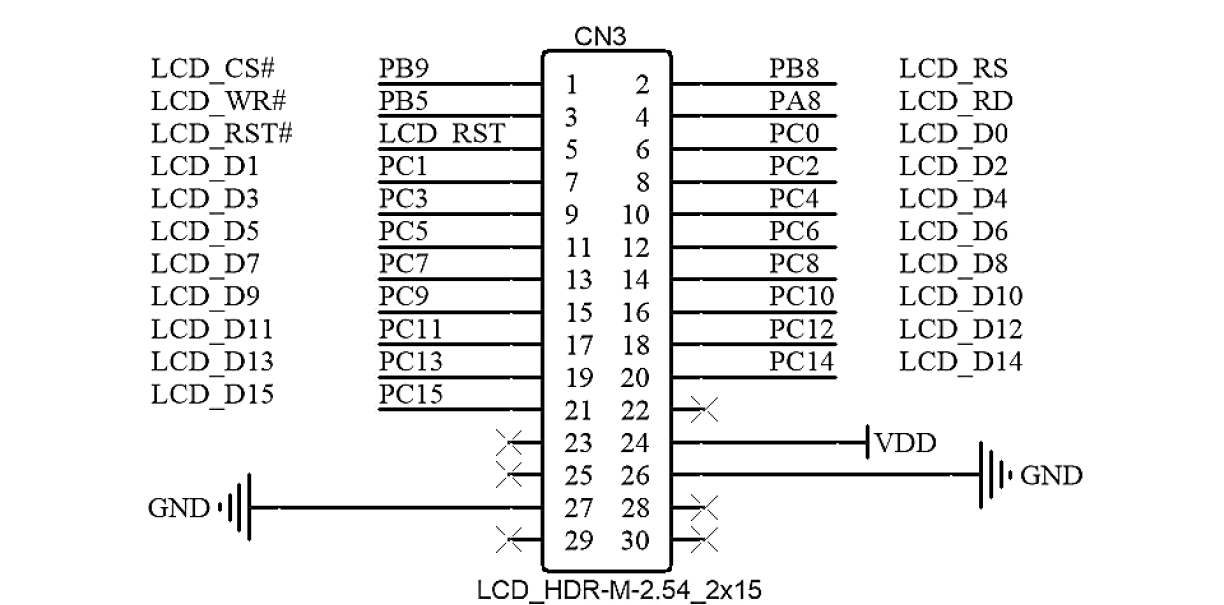 CN3
LCD_CS# PB9 1 2 PB8 LCD_RS
LCD_WR# PB5 3 4 PA8 LCD_RD
LCD_RST# LCD_RST 5 6 PC0 LCD_D0
LCD_D1 PC1 7 8 PC2 LCD_D2
LCD_D3 PC3 9 10 PC4 LCD_D4
LCD_D5 PC5 11 12 PC6 LCD_D6
LCD_D7 PC7 13 14 PC8 LCD_D8
LCD_D9 PC9 15 16 PC10 LCD_D10
LCD_D11 PC11 17 18 PC12 LCD_D12
LCD_D13 PC13 19 20 PC14 LCD_D14
LCD_D15 PC15 21 22
23 24 VDD
25 26 GND
GND 27 28
29 30
LCD_HDR-M-2.54_2x15